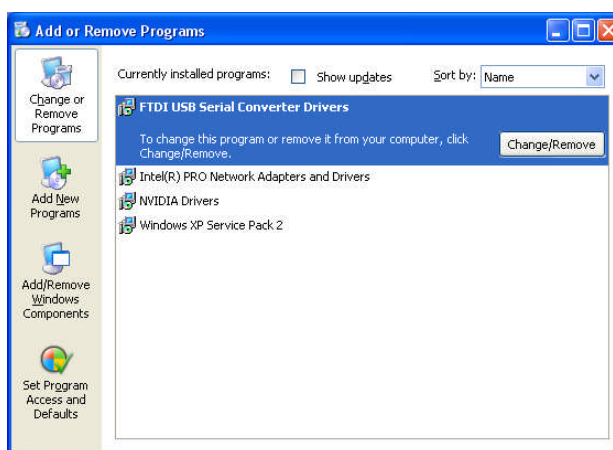 Add or Remove Programs
Change or
Remove
Programs
Add New
Programs
Add/Remove
Windows
Components
Set Program
Access and
Defaults
Currently installed programs:
Show updates
Sort by:
Name
FTDI USB Serial Converter Drivers
To change this program or remove it from your computer, click
Change/Remove.
Change/Remove
Intel(R) PRO Network Adapters and Drivers
NVIDIA Drivers
Windows XP Service Pack 2